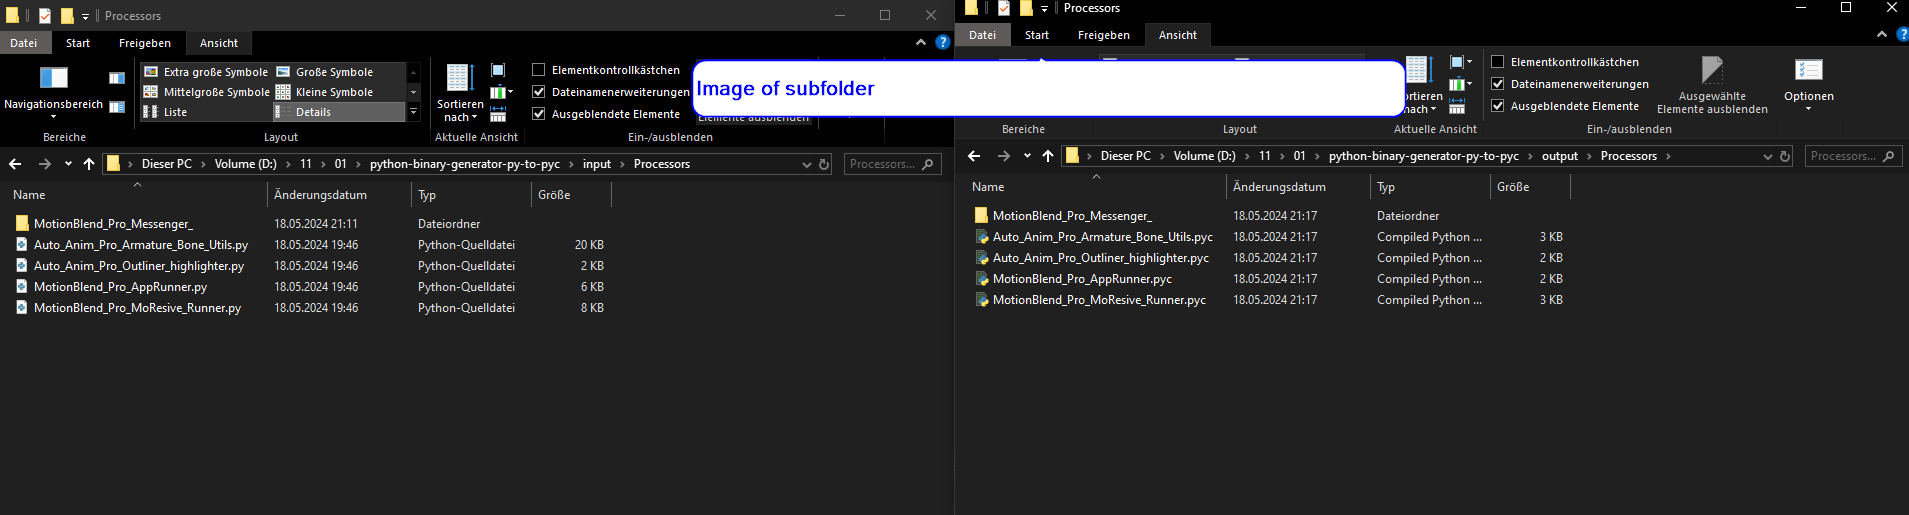 Processors
Datei Start Freigeben Ansicht
Navigationsbereich
Extra große Symbole Große Symbole
Mittelgroße Symbole Kleine Symbole
Liste Details
Sortieren nach
Elementkontrollkästchen
Dateinamenerweiterungen
Ausgeblendete Elemente
Elemente ausblenden
Bereiche Layout Aktuelle Ansicht Ein-/ausblenden
Dieser PC Volume (D:) 11 01 python-binary-generator-py-to-pyc input Processors Processors...
Name Änderungsdatum Typ Größe
MotionBlend_Pro_Messenger_ 18.05.2024 21:11 Dateiordner
Auto_Anim_Pro_Armature_Bone_Utils.py 18.05.2024 19:46 Python-Quelldatei 20 KB
Auto_Anim_Pro_Outliner_highlighter.py 18.05.2024 19:46 Python-Quelldatei 2 KB
MotionBlend_Pro_AppRunner.py 18.05.2024 19:46 Python-Quelldatei 6 KB
MotionBlend_Pro_MoResive_Runner.py 18.05.2024 19:46 Python-Quelldatei 8 KB
Image of subfolder
Processors
Datei Start Freigeben Ansicht
ortieren
nach
Elementkontrollkästchen
Dateinamenerweiterungen
Ausgeblendete Elemente
Ausgewählte
Elemente ausblenden
Optionen
Bereiche Layout Aktuelle Ansicht Ein-/ausblenden
Dieser PC Volume (D:) 11 01 python-binary-generator-py-to-pyc output Processors Processors...
Name Änderungsdatum Typ Größe
MotionBlend_Pro_Messenger_ 18.05.2024 21:17 Dateiordner
Auto_Anim_Pro_Armature_Bone_Utils.pyc 18.05.2024 21:17 Compiled Python ... 3 KB
Auto_Anim_Pro_Outliner_highlighter.pyc 18.05.2024 21:17 Compiled Python ... 2 KB
MotionBlend_Pro_AppRunner.pyc 18.05.2024 21:17 Compiled Python ... 2 KB
MotionBlend_Pro_MoResive_Runner.pyc 18.05.2024 21:17 Compiled Python ... 3 KB